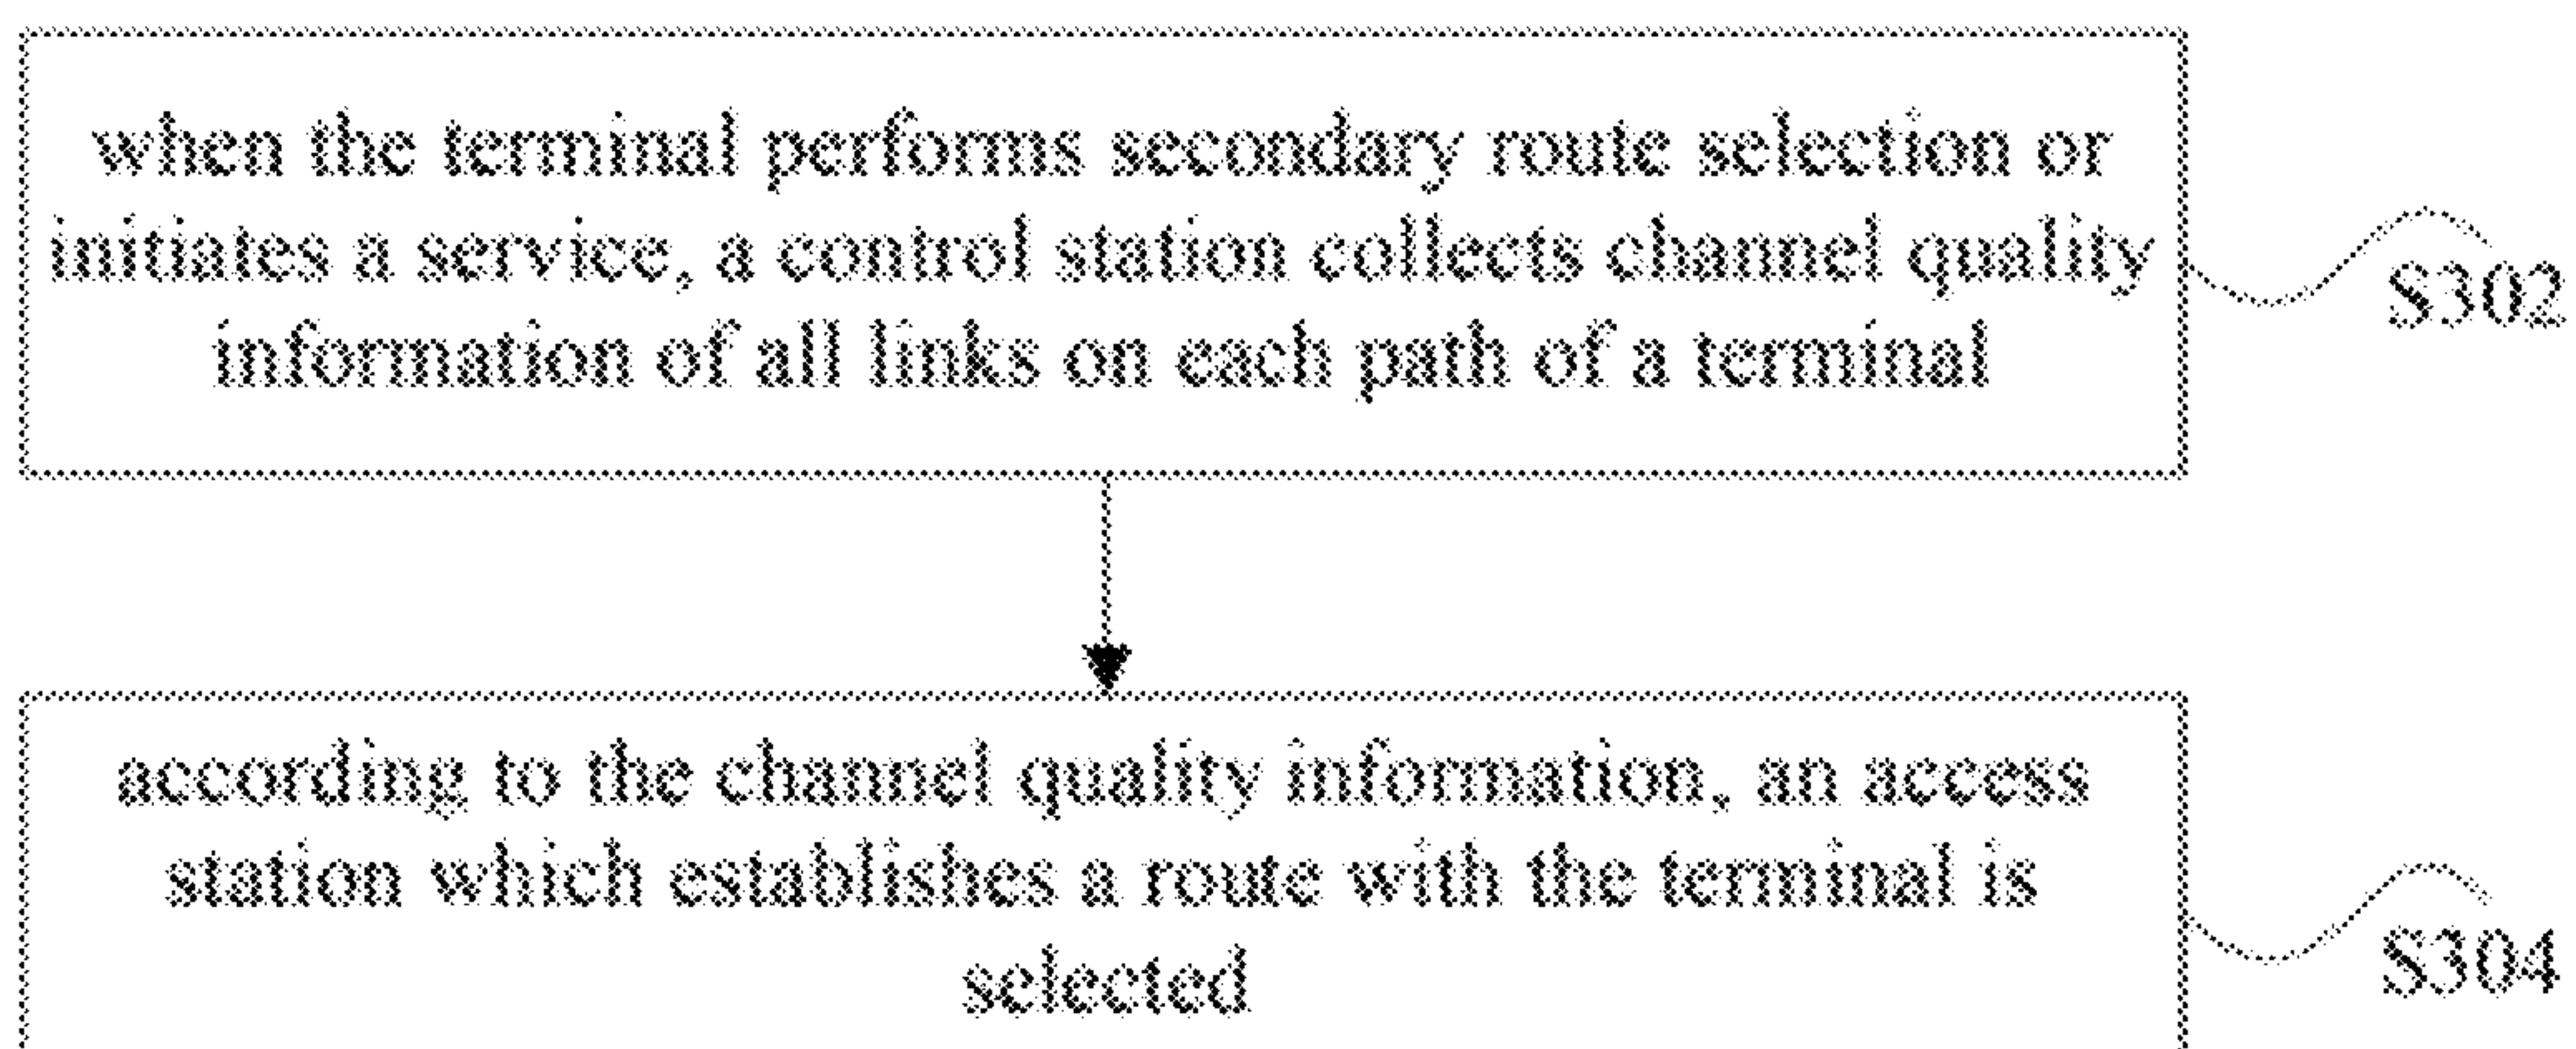 when the terminal performs secondary route selection or
initiates a service, a control station collects channel quality
information of all links on each path of a terminal
S302
according to the channel quality information, an access
station which establishes a route with the terminal is
selected
S304